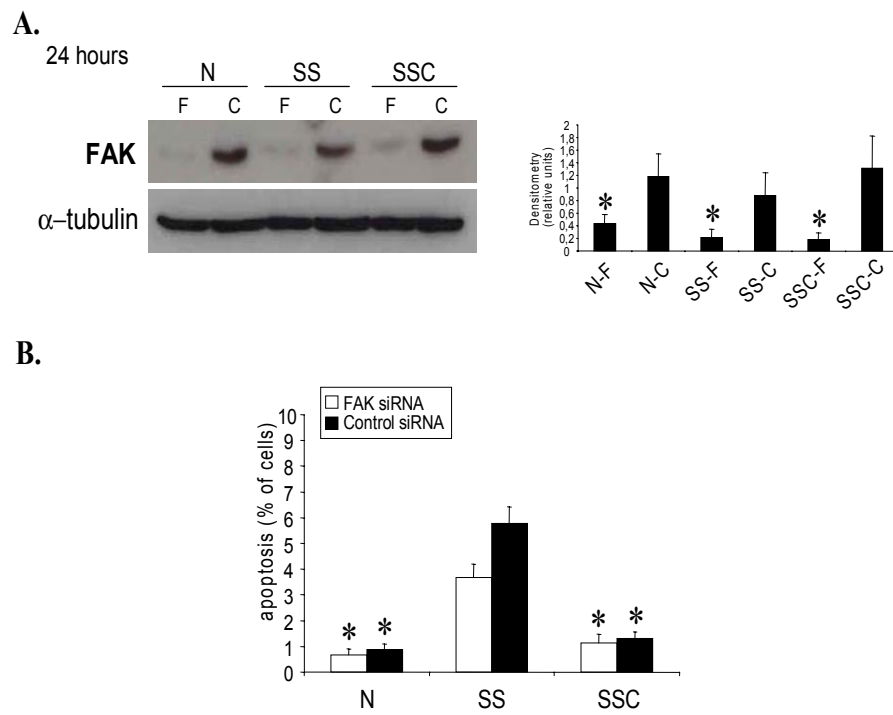 A.
24 hours
N SS SSC
F C F C F C
FAK
α–tubulin
Densitometry
(relative units)
2
1,8
1,6
1,4
1,2
1
0,8
0,6
0,4
0,2
0
* * *
N-F N-C SS-F SS-C SSC-F SSC-C
B.
FAK siRNA
Control siRNA
apoptosis (% of cells)
10
9
8
7
6
5
4
3
2
1
0
* * * *
N SS SSC